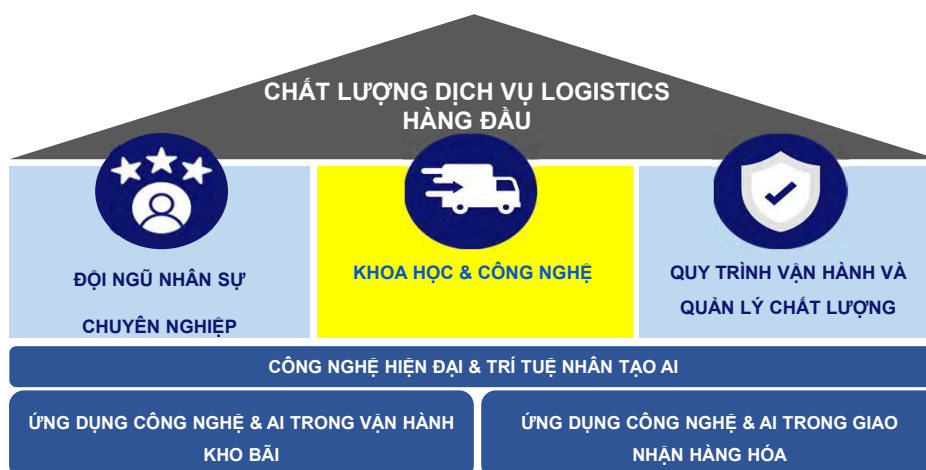 CHẤT LƯỢNG DỊCH VỤ LOGISTICS
HÀNG ĐẦU
ĐỘI NGŨ NHÂN SỰ
CHUYÊN NGHIỆP
KHOA HỌC & CÔNG NGHỆ
QUY TRÌNH VẬN HÀNH VÀ
QUẢN LÝ CHẤT LƯỢNG
CÔNG NGHỆ HIỆN ĐẠI & TRÍ TUỆ NHÂN TẠO AI
ỨNG DỤNG CÔNG NGHỆ & AI TRONG VẬN HÀNH
KHO BÃI
ỨNG DỤNG CÔNG NGHỆ & AI TRONG GIAO
NHẬN HÀNG HÓA